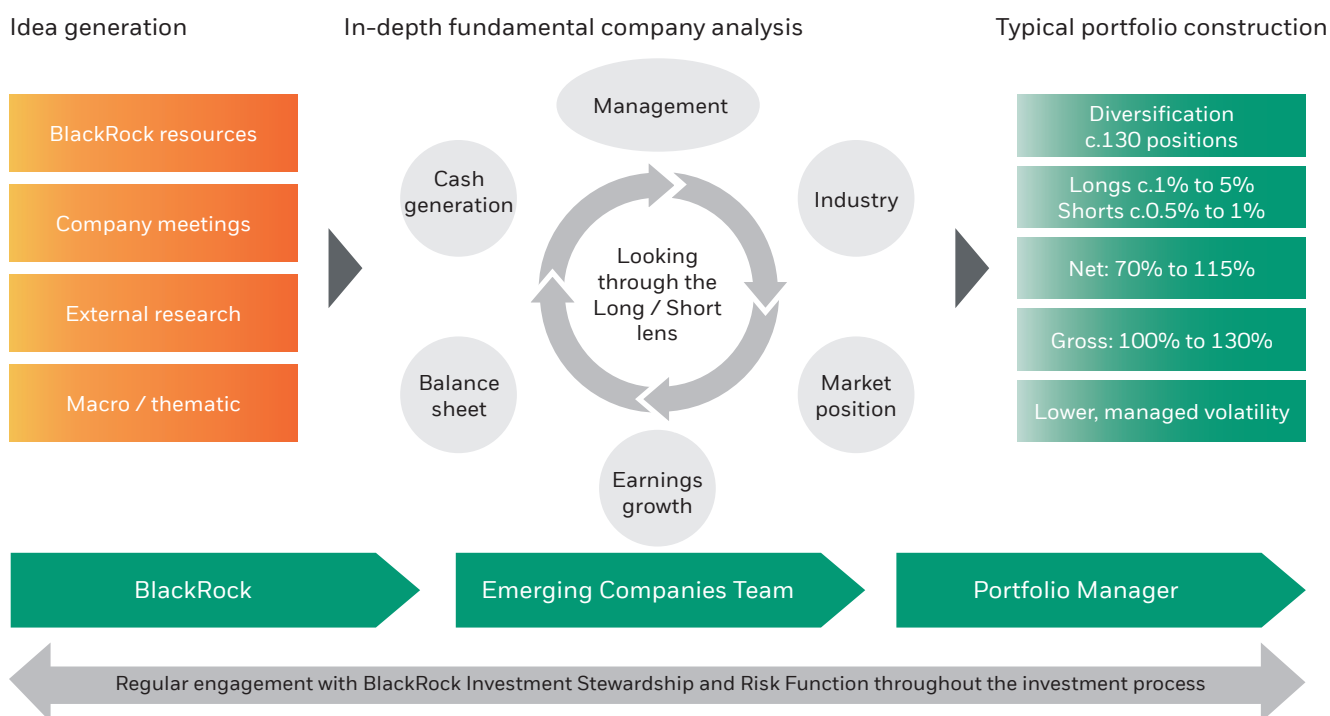 Idea generation
In-depth fundamental company analysis
Typical portfolio construction
BlackRock resources
Company meetings
External research
Macro / thematic
Management
Cash
generation
Industry
Looking
through the
Long / Short
lens
Balance
sheet
Market
position
Earnings
growth
Diversification
c.130 positions
Longs c.1% to 5%
Shorts c.0.5% to 1%
Net: 70% to 115%
Gross: 100% to 130%
Lower, managed volatility
BlackRock
Emerging Companies Team
Portfolio Manager
Regular engagement with BlackRock Investment Stewardship and Risk Function throughout the investment process